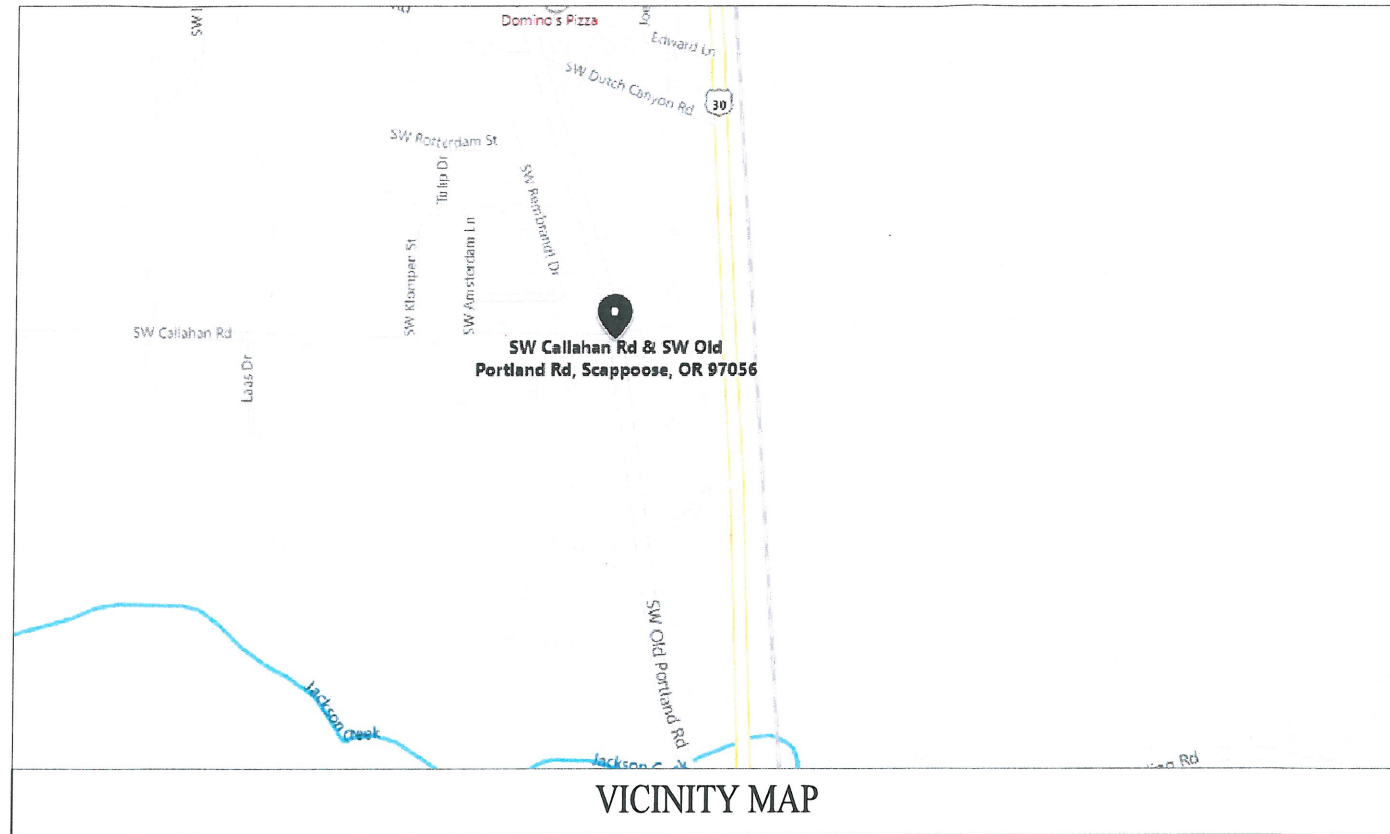 Domino's Pizza
Edward Ln
SW Dutch Canyon Rd
30
SW Rotterdam St
Tulip Dr
SW Rembrandt Dr
SW Klomper St
SW Amsterdam Ln
SW Callahan Rd
Laas Dr
SW Callahan Rd & SW Old
Portland Rd, Scappoose, OR 97056
SW Old Portland Rd
Jackson Creek
Jackson
Rd
VICINITY MAP